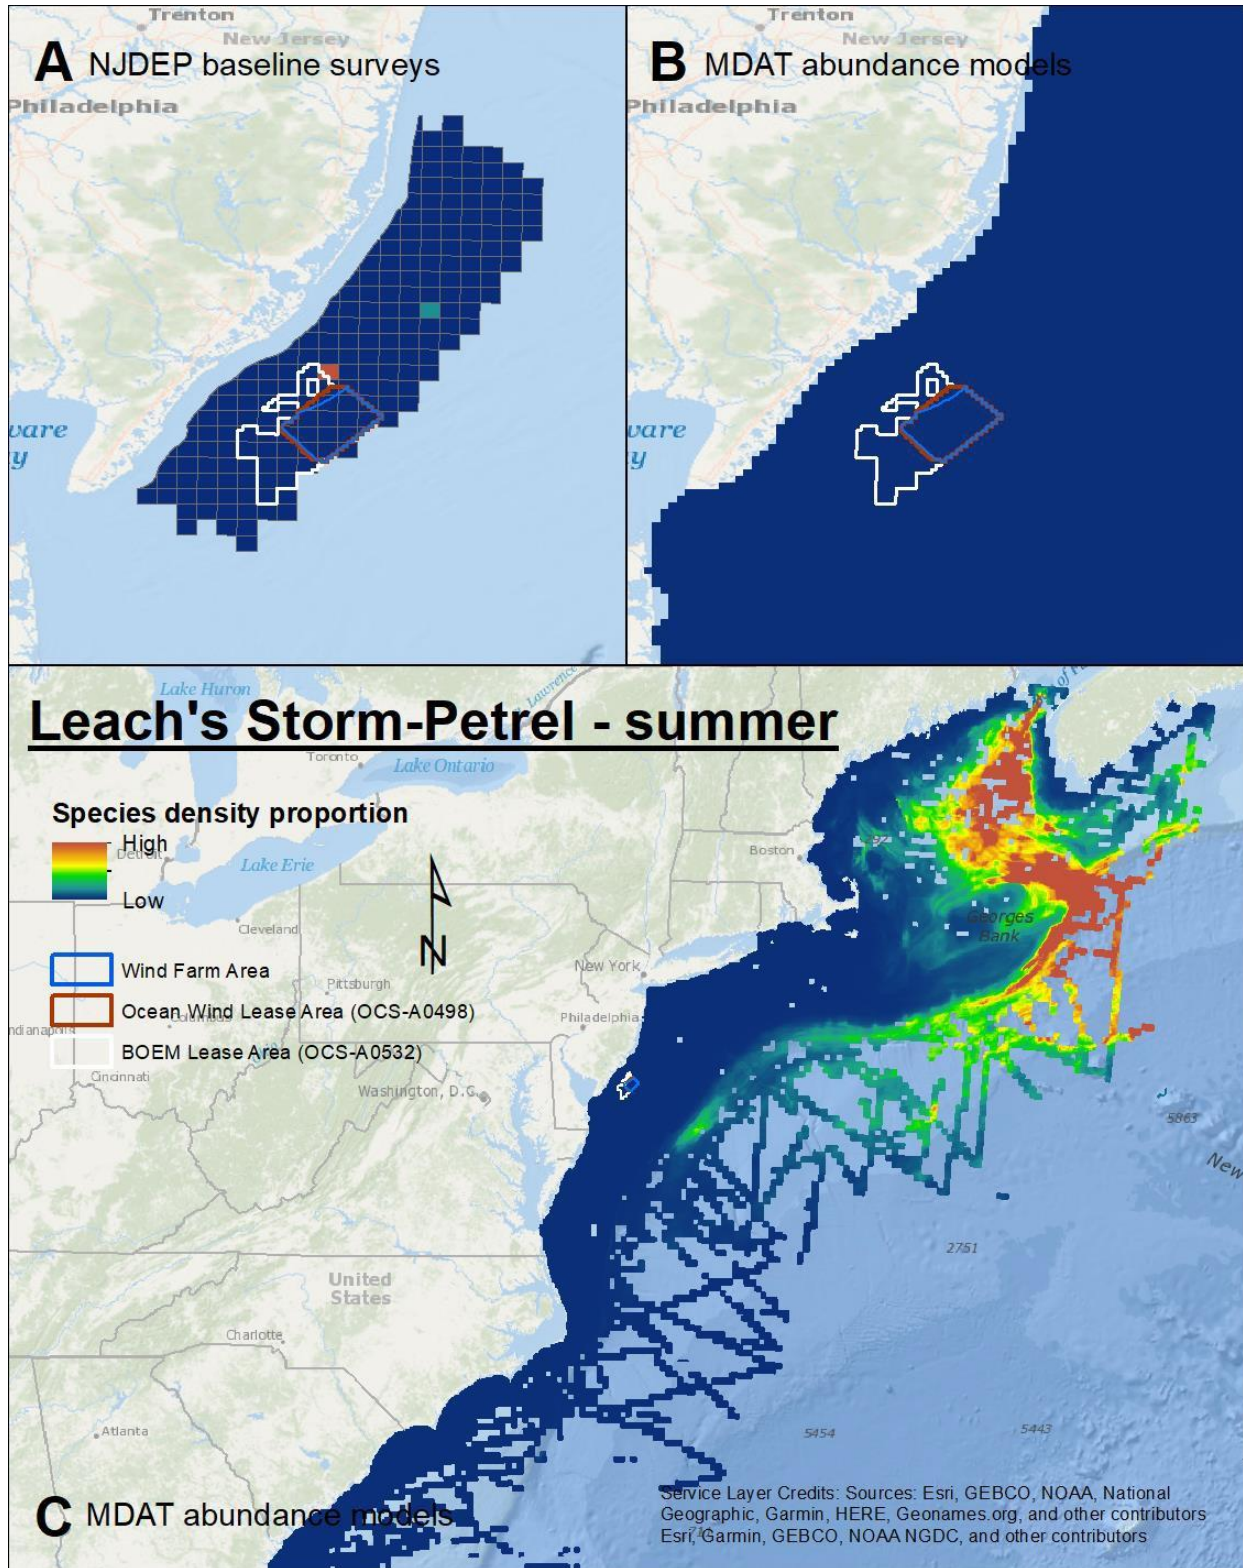 Trenton
New Jersey
A NJDEP baseline surveys
Philadelphia
ware
y
Trenton
New Jersey
B MDAT abundance models
Philadelphia
ware
y
Lake Huron
Lawrence
of
Leach's Storm-Petrel - summer
Toronto
Lake Ontario
Species density proportion
High
Detroit
Low
Boston
Lake Erie
Georges
Bank
Cleveland
N
New York
Wind Farm Area
Pittsburgh
Ocean Wind Lease Area (OCS-A0498)
Philadelphia
ndianapolis
Columbus
BOEM Lease Area (OCS-A0532)
Cincinnati
Washington, D.C.
5863
New
2751
United
States
Charlotte
Atlanta
5454
5443
C MDAT abundance models
Service Layer Credits: Sources: Esri, GEBCO, NOAA, National
Geographic, Garmin, HERE, Geonames.org, and other contributors
Esri, Garmin, GEBCO, NOAA NGDC, and other contributors